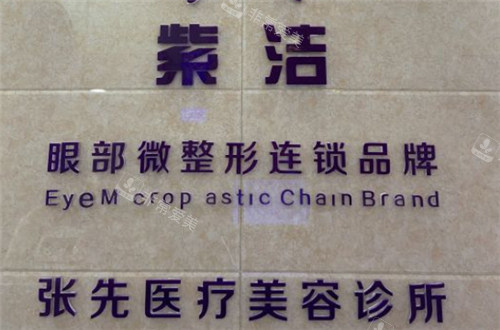 紫洁
眼部微整形连锁品牌
EyeM crop astic Chain Brand
张先医疗美容诊所